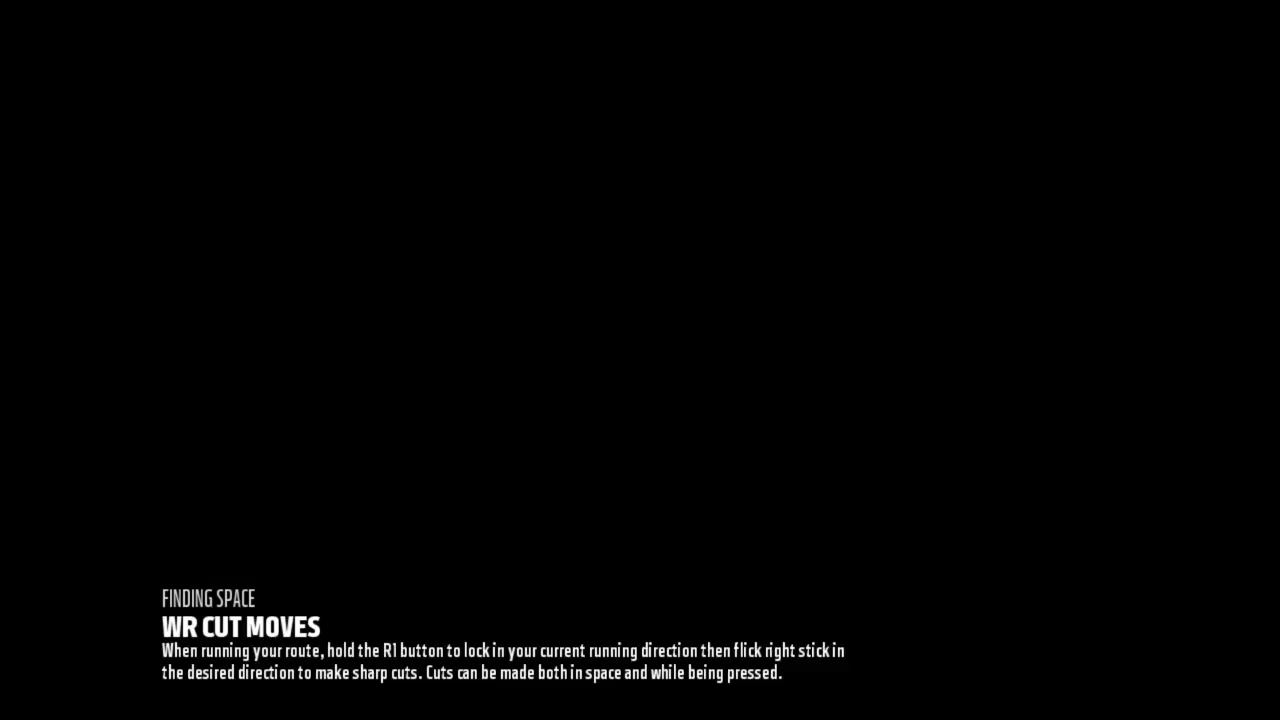 FINDING SPACE
WR CUT MOVES
When running your route, hold the R1 button to lock in your current running direction then flick right stick in
the desired direction to make sharp cuts. Cuts can be made both in space and while being pressed.